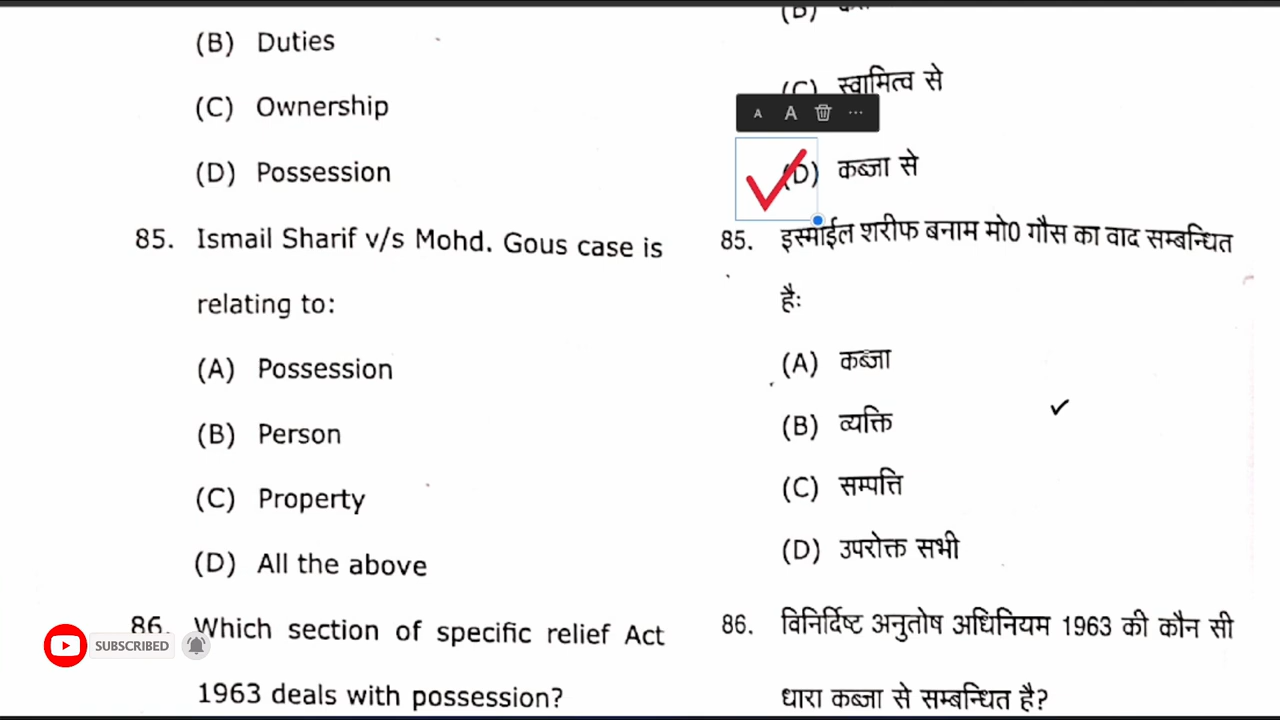 (B) Duties
(C) Ownership
(D) Possession
85. Ismail Sharif v/s Mohd. Gous case is
relating to:
(A) Possession
(B) Person
(C) Property
(D) All the above
86. Which section of specific relief Act
1963 deals with possession?
(B)
(C) स्वामित्व से
A A ...
(D) कब्जा से
85. इस्माईल शरीफ बनाम मो0 गौस का वाद सम्बन्धित
हैः
(A) कब्जा
(B) व्यक्ति
(C) सम्पत्ति
(D) उपरोक्त सभी
86. विनिर्दिष्ट अनुतोष अधिनियम 1963 की कौन सी
धारा कब्जा से सम्बन्धित है?
SUBSCRIBED